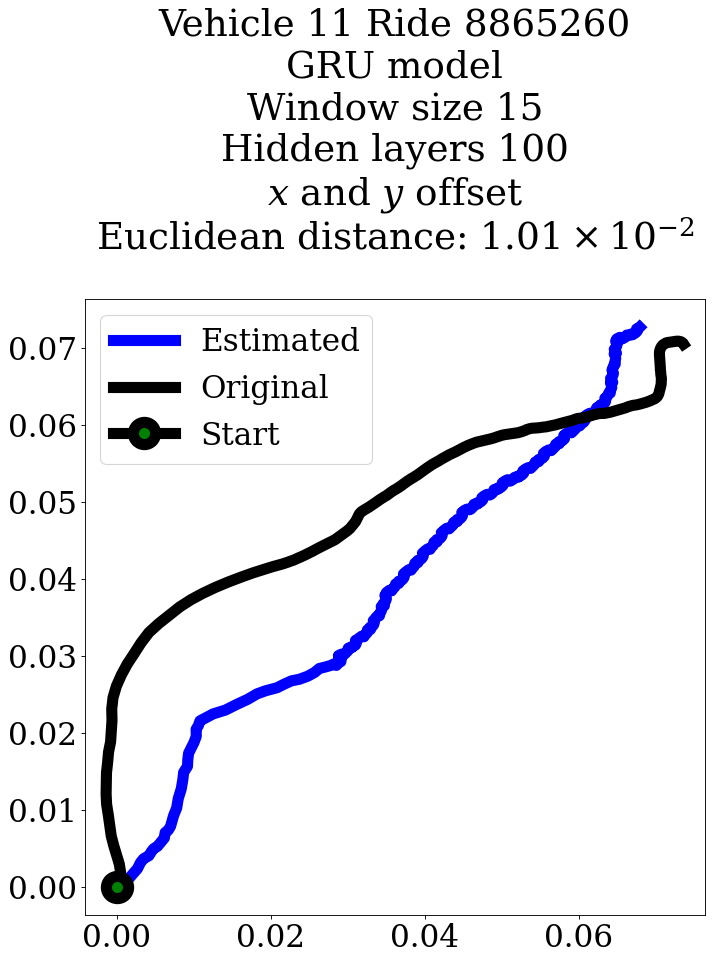 Vehicle 11 Ride 8865260
GRU model
Window size 15
Hidden layers 100
x and y offset
Euclidean distance: 1.01 × 10⁻²
Estimated
Original
Start
0.07
0.06
0.05
0.04
0.03
0.02
0.01
0.00
0.00 0.02 0.04 0.06